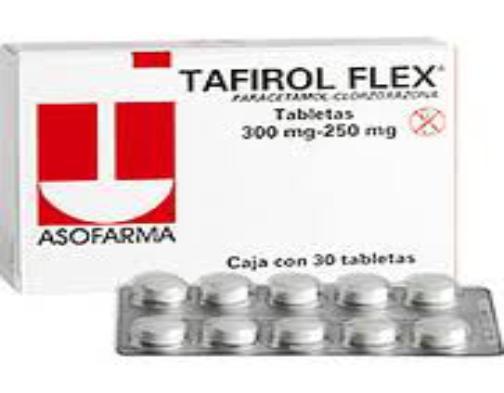 TAFIROL FLEX
PARACETAMOL-CLORZOXAZONA
Tabletas
300 mg-250 mg
ASOFARMA
Caja con 30 tabletas